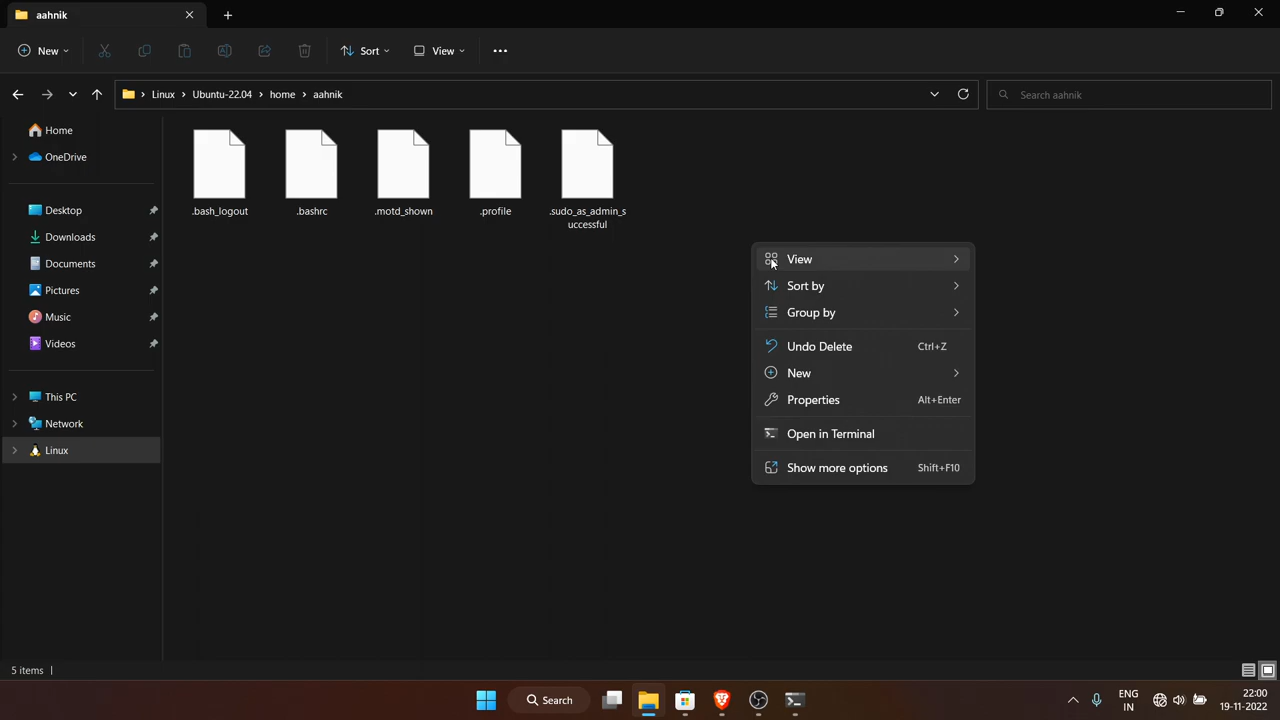 aahnik
New
Sort
View
Linux
Ubuntu-22.04
home
aahnik
Search aahnik
Home
OneDrive
Desktop
Downloads
Documents
Pictures
Music
Videos
This PC
Network
Linux
.bash_logout
.bashrc
.motd_shown
.profile
.sudo_as_admin_s
uccessful
View
Sort by
Group by
Undo Delete Ctrl+Z
New
Properties Alt+Enter
Open in Terminal
Show more options Shift+F10
5 items
Search
ENG
IN
22:00
19-11-2022